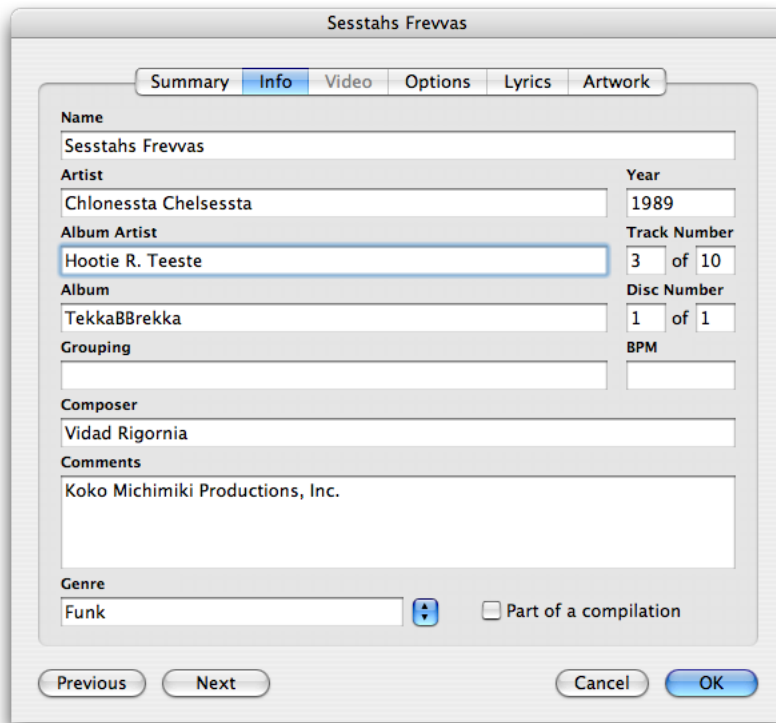 Sesstahs Frevvas
Summary Info Video Options Lyrics Artwork
Name
Sesstahs Frevvas
Artist Year
Chlonessta Chelsessta 1989
Album Artist Track Number
Hootie R. Teeste 3 of 10
Album Disc Number
TekkaBBrekka 1 of 1
Grouping BPM
Composer
Vidad Rigornia
Comments
Koko Michimiki Productions, Inc.
Genre
Funk Part of a compilation
Previous Next Cancel OK